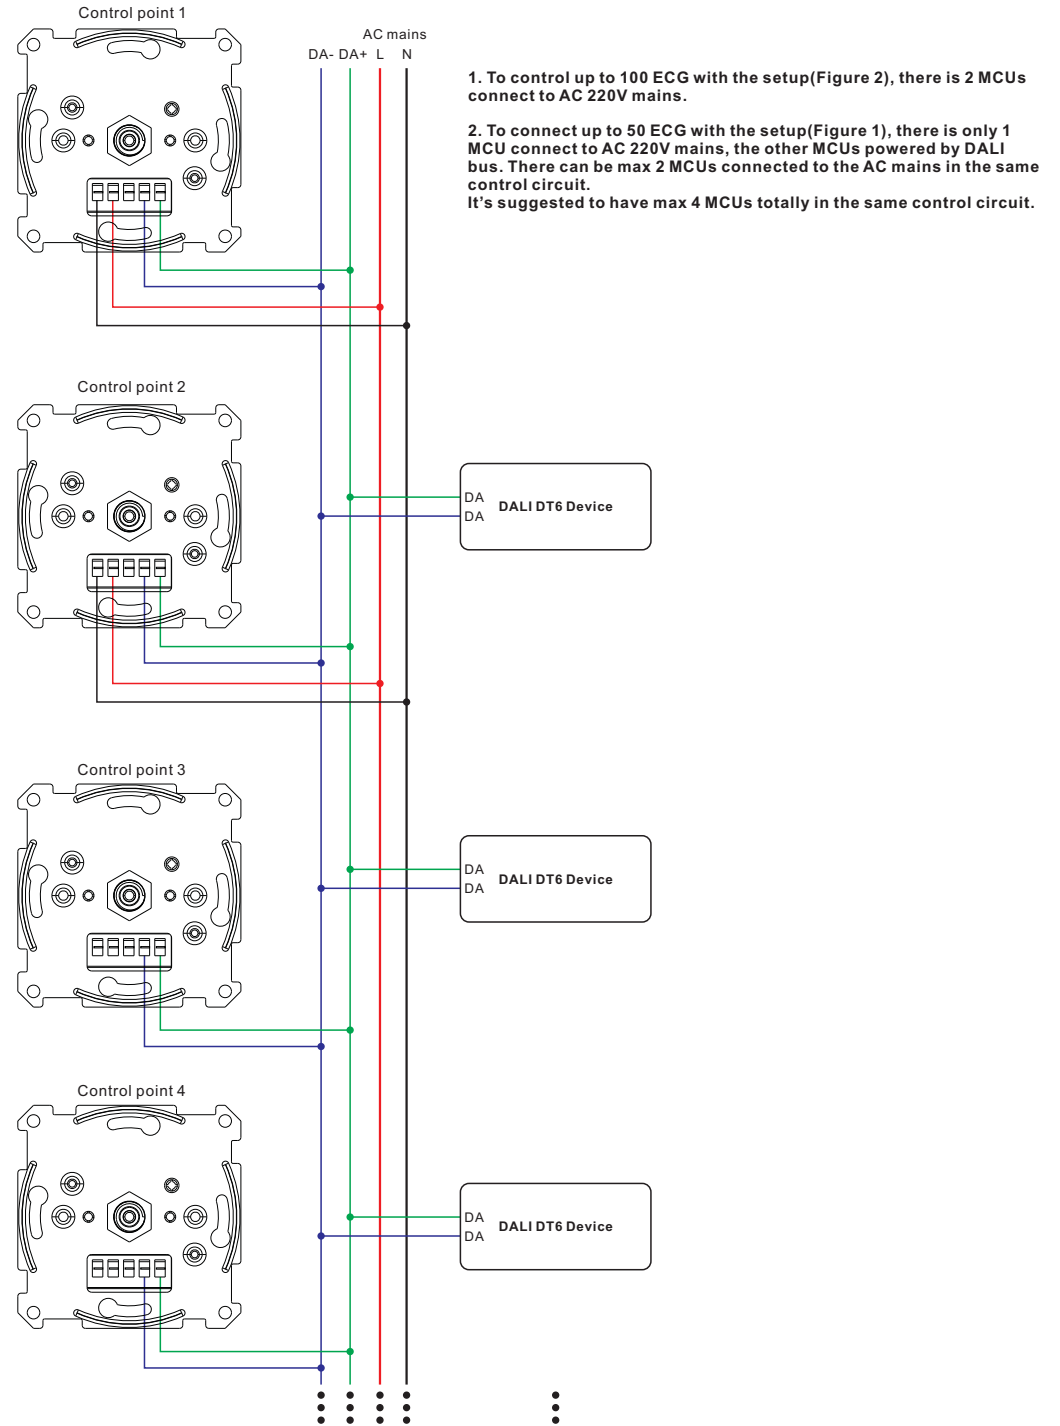 Control point 1
AC mains
DA- DA+ L N
1. To control up to 100 ECG with the setup(Figure 2), there is 2 MCUs
connect to AC 220V mains.
2. To connect up to 50 ECG with the setup(Figure 1), there is only 1
MCU connect to AC 220V mains, the other MCUs powered by DALI
bus. There can be max 2 MCUs connected to the AC mains in the same
control circuit.
It's suggested to have max 4 MCUs totally in the same control circuit.
Control point 2
DA
DALI DT6 Device
DA
Control point 3
DA
DALI DT6 Device
DA
Control point 4
DA
DALI DT6 Device
DA